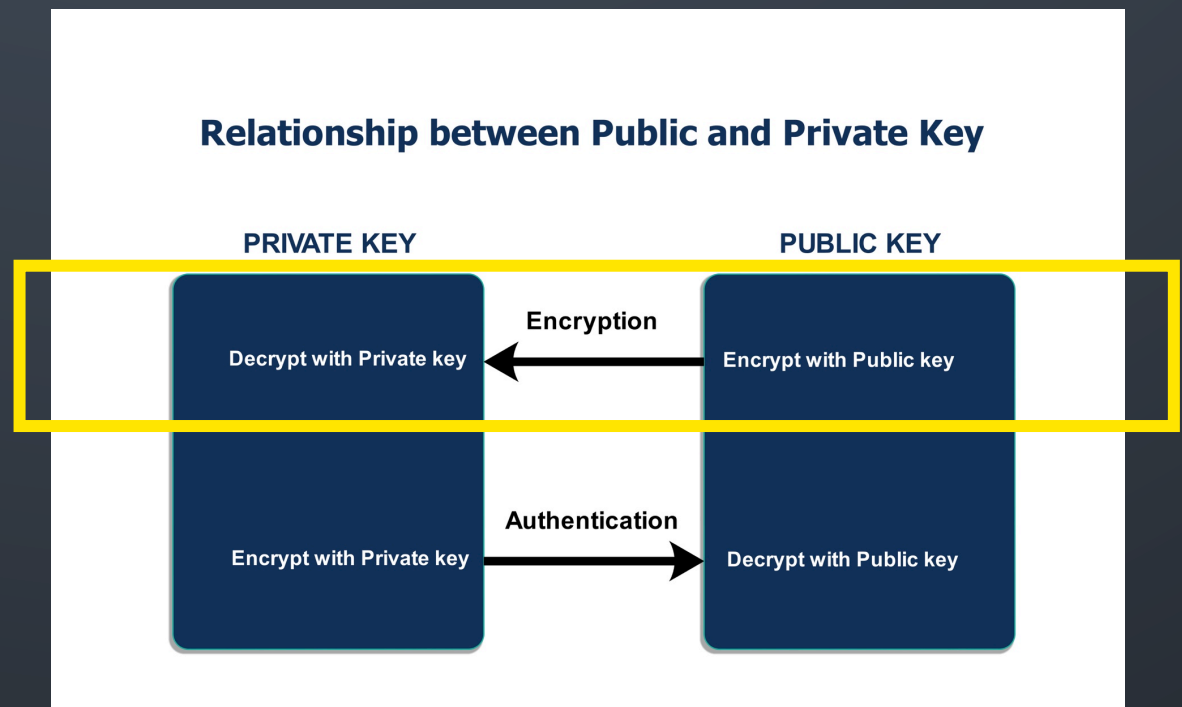 Relationship between Public and Private Key
PRIVATE KEY
PUBLIC KEY
Encryption
Decrypt with Private key
Encrypt with Public key
Authentication
Encrypt with Private key
Decrypt with Public key